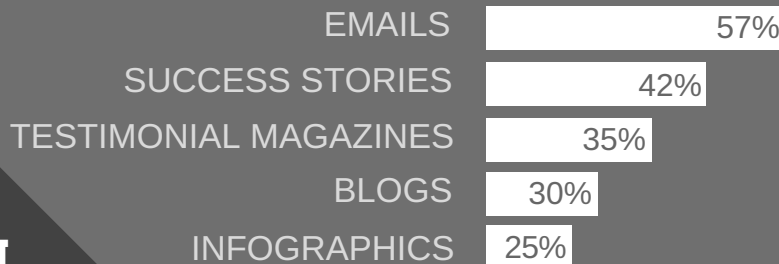 EMAILS 57%
SUCCESS STORIES 42%
TESTIMONIAL MAGAZINES 35%
BLOGS 30%
INFOGRAPHICS 25%